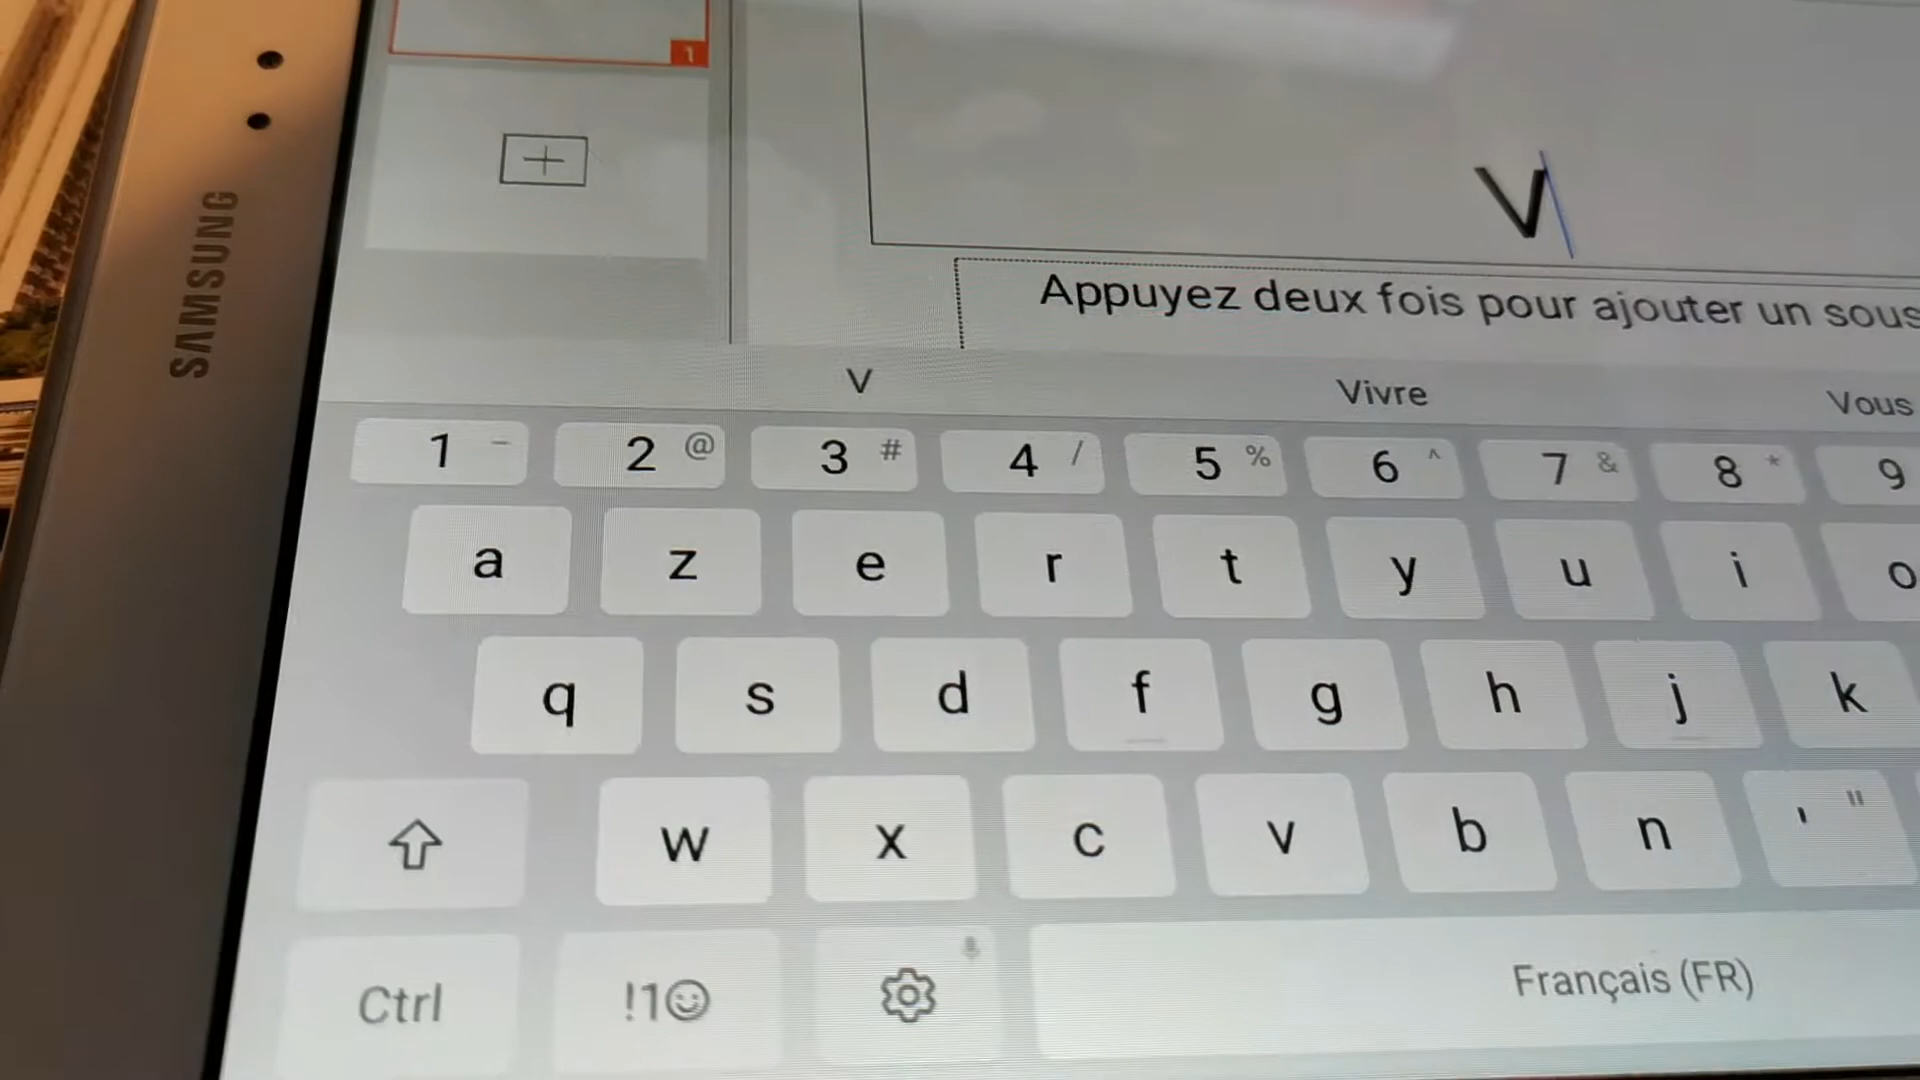 1
SAMSUNG
V
Appuyez deux fois pour ajouter un sous
V Vivre Vous
1 - 2 @ 3 # 4 / 5 % 6 ^ 7 & 8 * 9
a z e r t y u i o
q s d f g h j k
w x c v b n ' "
Ctrl !1☺ Français (FR)